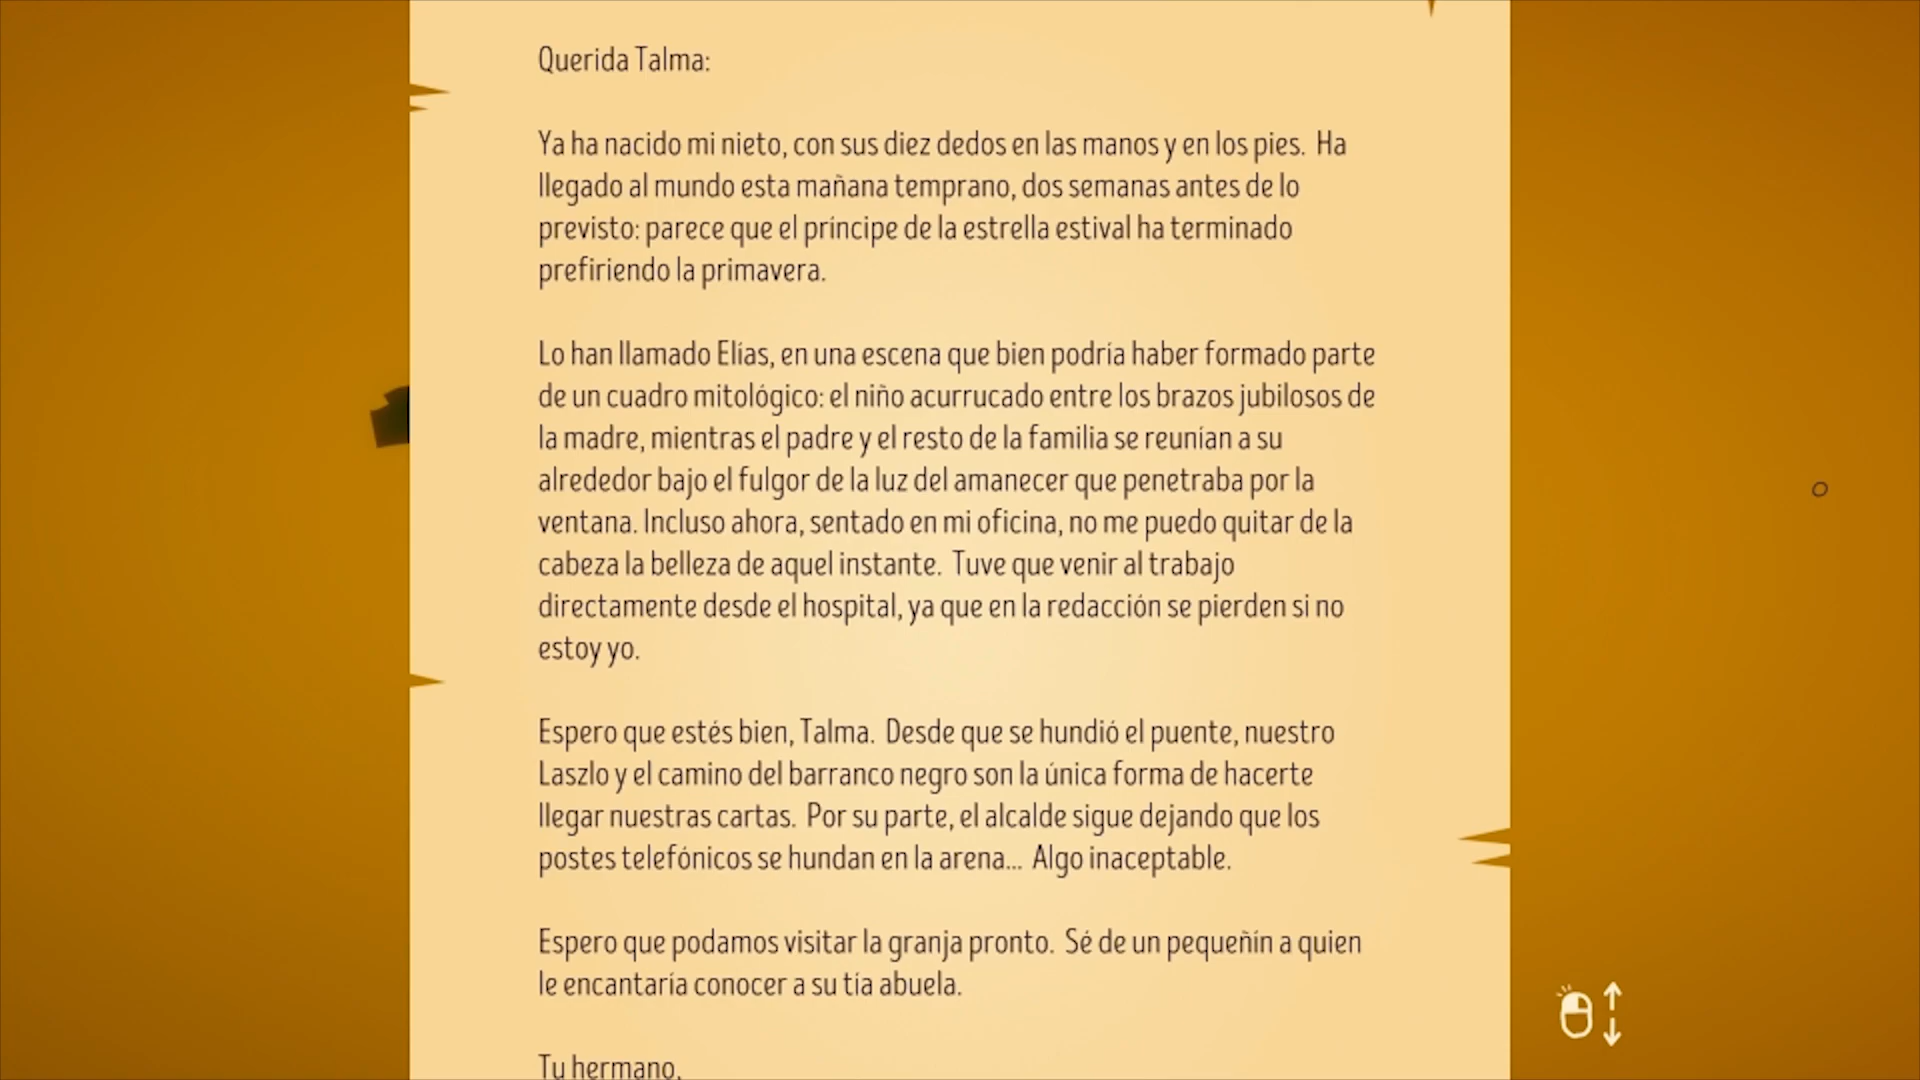 Querida Talma:
Ya ha nacido mi nieto, con sus diez dedos en las manos y en los pies. Ha
llegado al mundo esta mañana temprano, dos semanas antes de lo
previsto: parece que el príncipe de la estrella estival ha terminado
prefiriendo la primavera.
Lo han llamado Elías, en una escena que bien podría haber formado parte
de un cuadro mitológico: el niño acurrucado entre los brazos jubilosos de
la madre, mientras el padre y el resto de la familia se reunían a su
alrededor bajo el fulgor de la luz del amanecer que penetraba por la
ventana. Incluso ahora, sentado en mi oficina, no me puedo quitar de la
cabeza la belleza de aquel instante. Tuve que venir al trabajo
directamente desde el hospital, ya que en la redacción se pierden si no
estoy yo.
Espero que estés bien, Talma. Desde que se hundió el puente, nuestro
Laszlo y el camino del barranco negro son la única forma de hacerte
llegar nuestras cartas. Por su parte, el alcalde sigue dejando que los
postes telefónicos se hundan en la arena... Algo inaceptable.
Espero que podamos visitar la granja pronto. Sé de un pequeñín a quien
le encantaría conocer a su tía abuela.
Tu hermano,